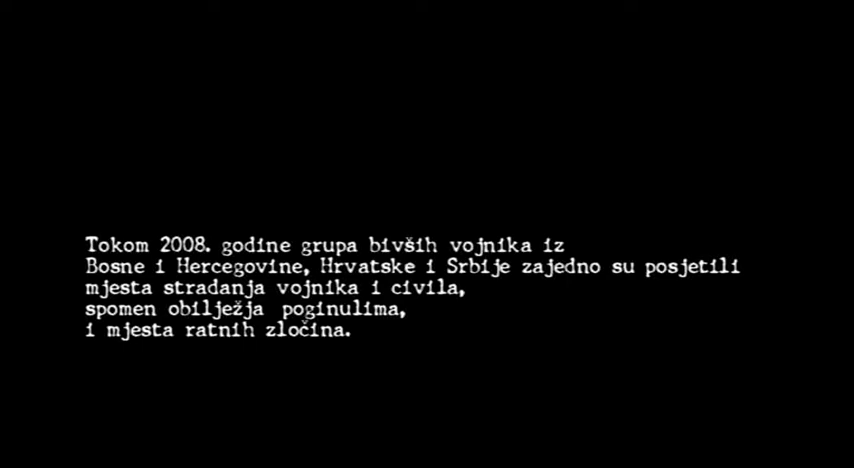 Tokom 2008. godine grupa bivših vojnika iz
Bosne i Hercegovine, Hrvatske i Srbije zajedno su posjetili
mjesta stradanja vojnika i civila,
spomen obilježja poginulima,
i mjesta ratnih zločina.